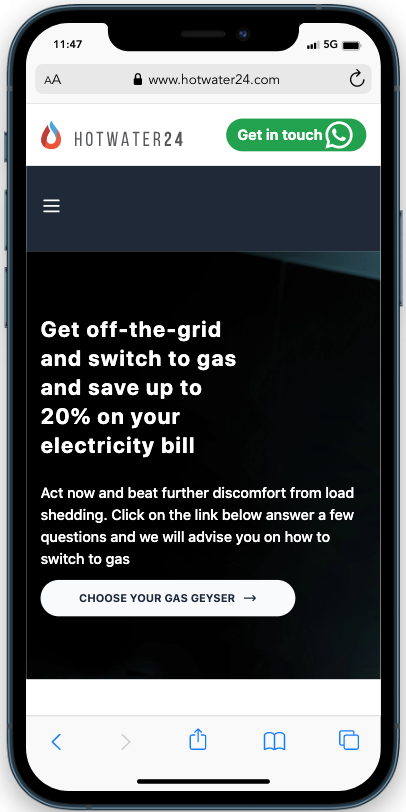 11:47
5G
AA
www.hotwater24.com
HOTWATER24
Get in touch
Get off-the-grid
and switch to gas
and save up to
20% on your
electricity bill
Act now and beat further discomfort from load
shedding. Click on the link below answer a few
questions and we will advise you on how to
switch to gas
CHOOSE YOUR GAS GEYSER →